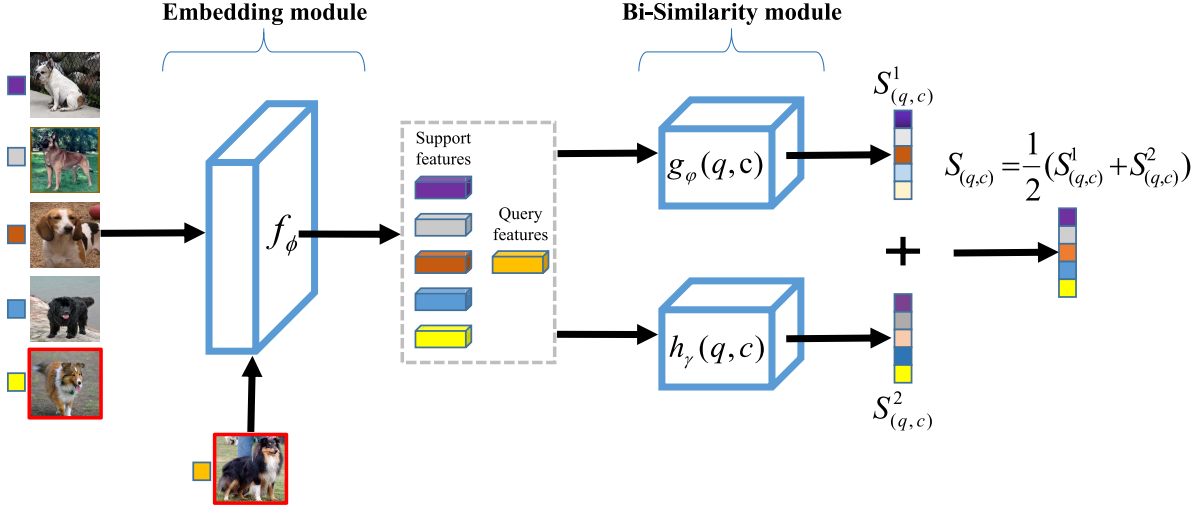 Embedding module
Bi-Similarity module
f_ϕ
Support
features
Query
features
g_φ(q, c)
h_γ(q, c)
S^1_(q, c)
+
S^2_(q, c)
S_(q,c) = 1/2 (S^1_(q,c) + S^2_(q,c))